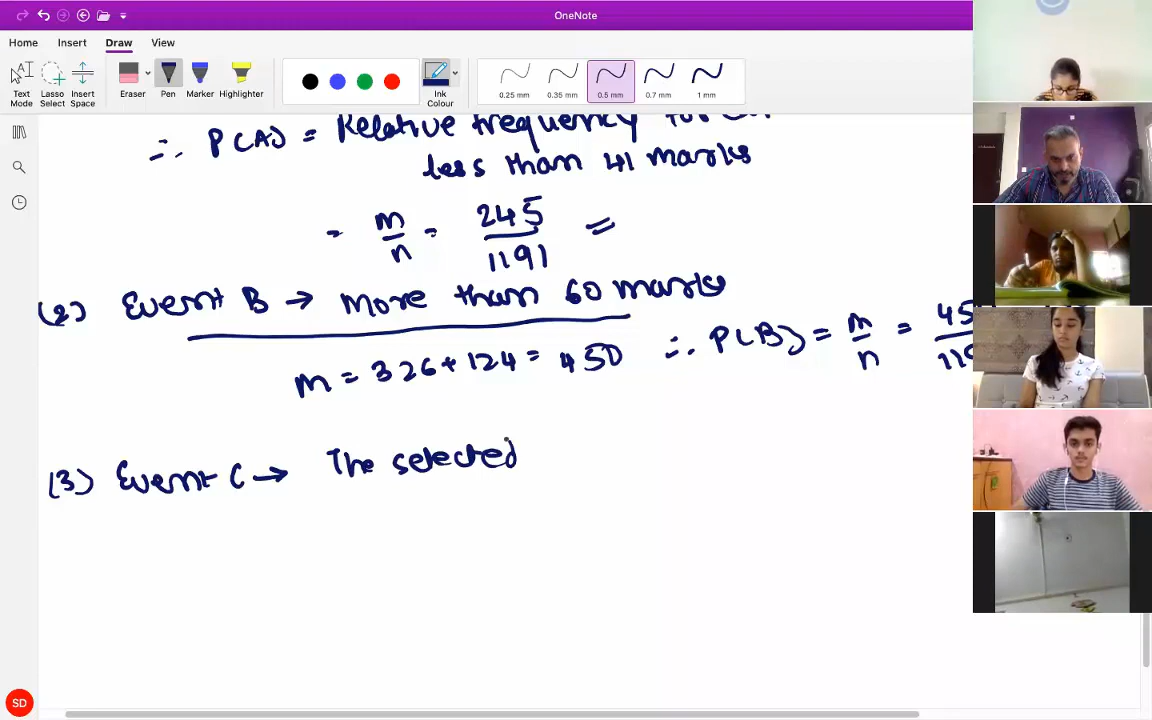 OneNote
Home Insert Draw View
Text Mode
Lasso Select
Insert Space
Eraser
Pen
Marker
Highlighter
Ink Colour
0.25 mm
0.35 mm
0.5 mm
0.7 mm
1 mm
∴ P(A) = Relative frequency for
less than 41 marks
= m/n = 245/1191 =
(2) Event B → more than 60 marks
m = 326 + 124 = 450 ∴ P(B) = m/n = 45
(3) Event C → The selected
SD